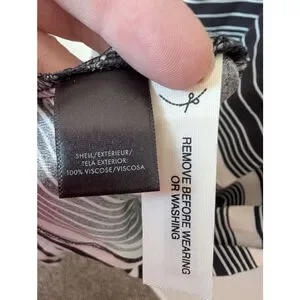 SHELL/EXTÉRIEUR/
TELA EXTERIOR:
100% VISCOSE/VISCOSA
REMOVE BEFORE WEARING
OR WASHING